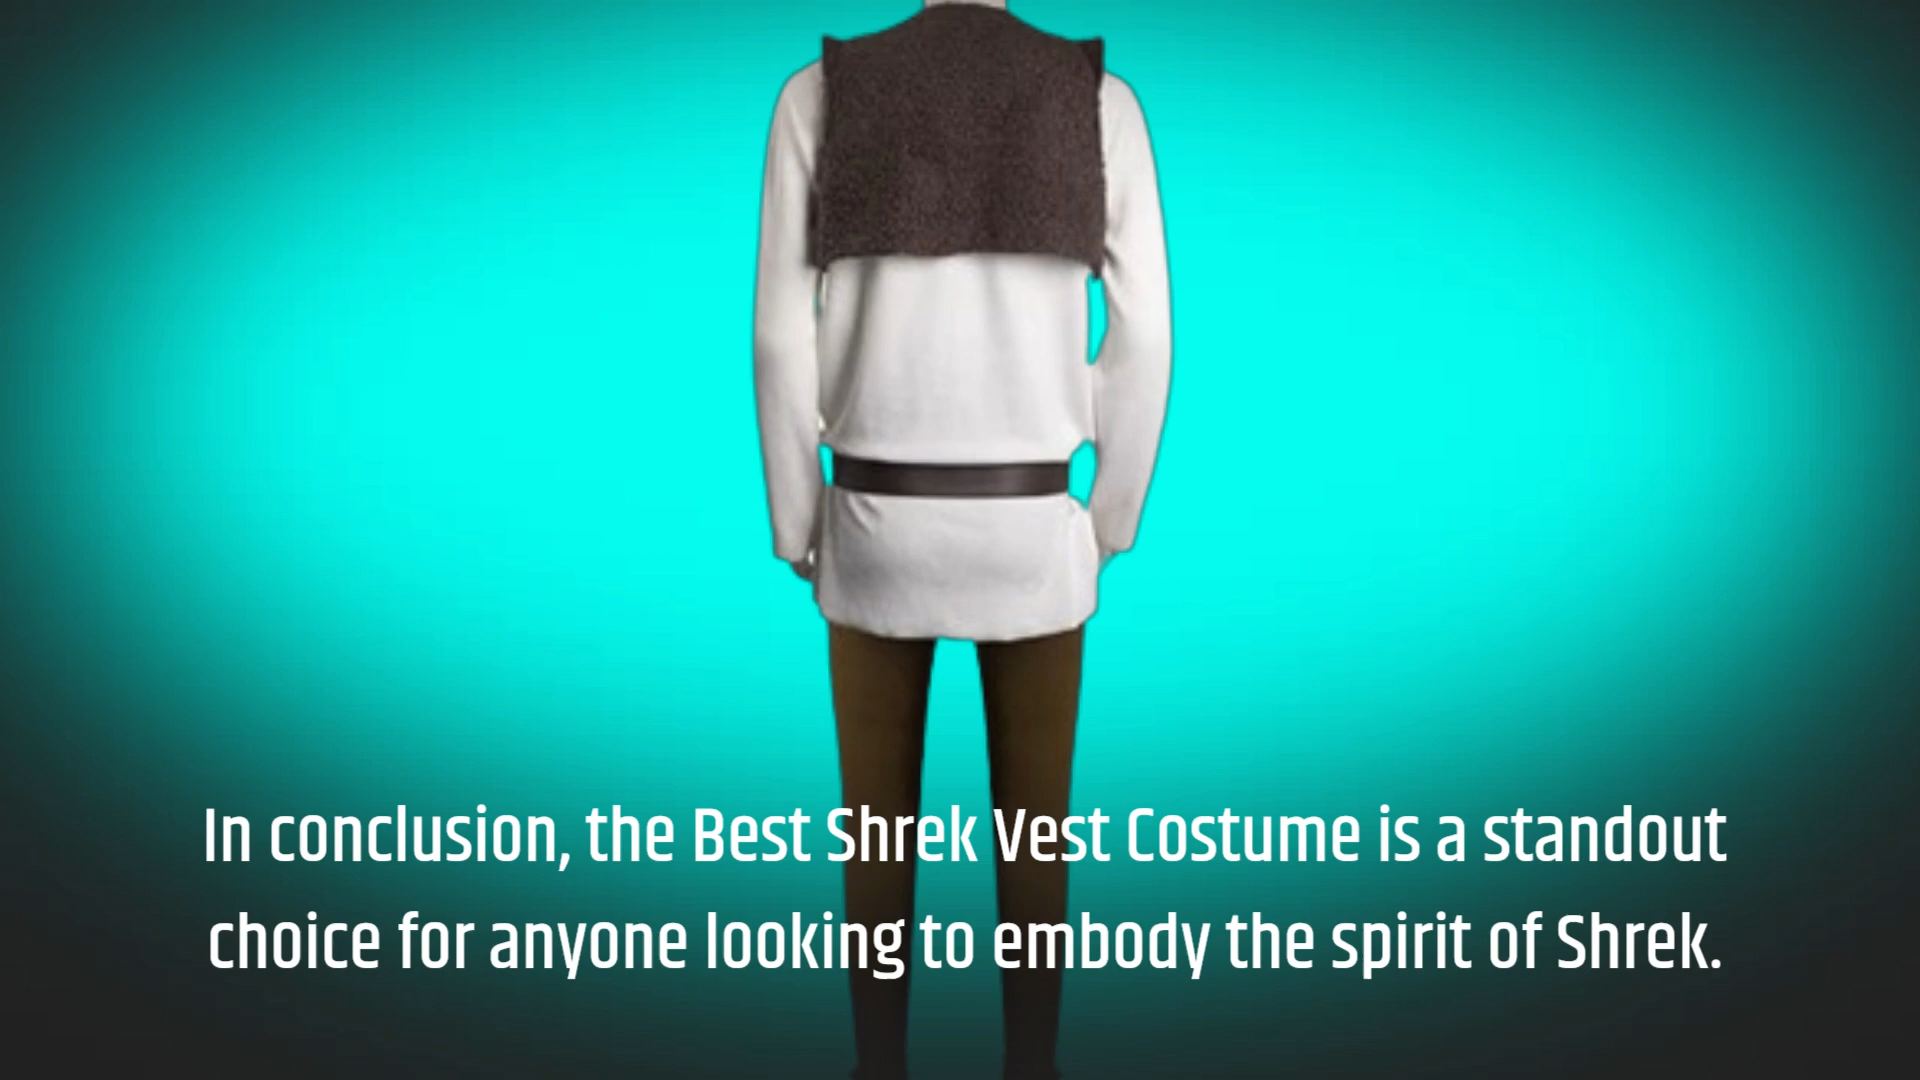 In conclusion, the Best Shrek Vest Costume is a standout
choice for anyone looking to embody the spirit of Shrek.